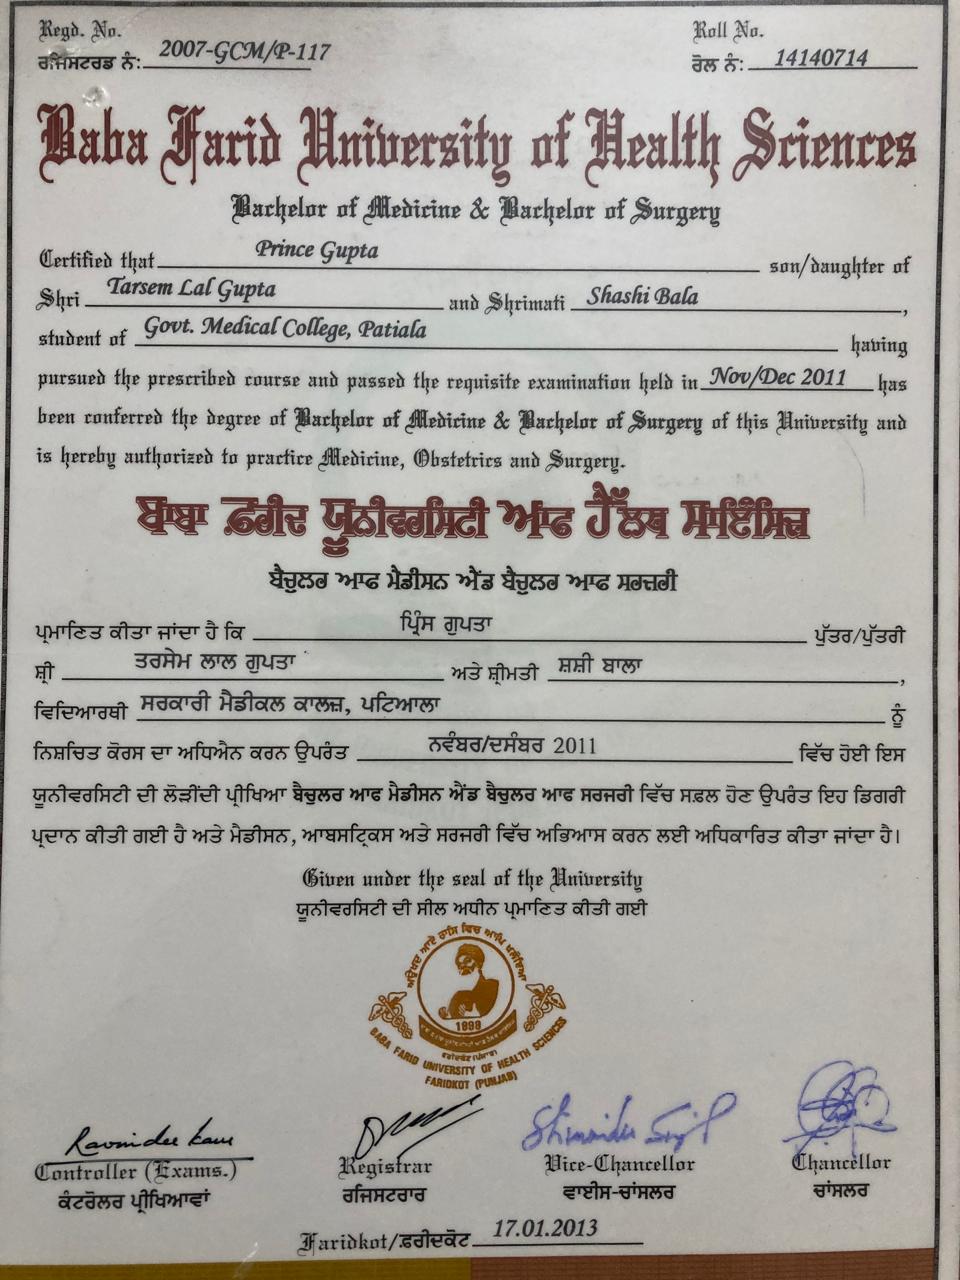 Regd. No.
ਰਜਿਸਟਰਡ ਨੰ: 2007-GCM/P-117
Roll No.
ਰੋਲ ਨੰ: 14140714
Baba Farid University of Health Sciences
Bachelor of Medicine & Bachelor of Surgery
Certified that Prince Gupta son/daughter of
Shri Tarsem Lal Gupta and Shrimati Shashi Bala,
student of Govt. Medical College, Patiala having
pursued the prescribed course and passed the requisite examination held in Nov/Dec 2011 has
been conferred the degree of Bachelor of Medicine & Bachelor of Surgery of this University and
is hereby authorized to practice Medicine, Obstetrics and Surgery.
ਬਾਬਾ ਫ਼ਰੀਦ ਯੂਨੀਵਰਸਿਟੀ ਆਫ ਹੈੱਲਥ ਸਾਇੰਸਿਜ਼
ਬੈਚੁਲਰ ਆਫ ਮੈਡੀਸਨ ਐਂਡ ਬੈਚੁਲਰ ਆਫ ਸਰਜ਼ਰੀ
ਪ੍ਰਮਾਣਿਤ ਕੀਤਾ ਜਾਂਦਾ ਹੈ ਕਿ ਪ੍ਰਿੰਸ ਗੁਪਤਾ ਪੁੱਤਰ/ਪੁੱਤਰੀ
ਸ਼੍ਰੀ ਤਰਸੇਮ ਲਾਲ ਗੁਪਤਾ ਅਤੇ ਸ਼੍ਰੀਮਤੀ ਸ਼ਸ਼ੀ ਬਾਲਾ,
ਵਿਦਿਆਰਥੀ ਸਰਕਾਰੀ ਮੈਡੀਕਲ ਕਾਲਜ਼, ਪਟਿਆਲਾ ਨੂੰ
ਨਿਸ਼ਚਿਤ ਕੋਰਸ ਦਾ ਅਧਿਐਨ ਕਰਨ ਉਪਰੰਤ ਨਵੰਬਰ/ਦਸੰਬਰ 2011 ਵਿੱਚ ਹੋਈ ਇਸ
ਯੂਨੀਵਰਸਿਟੀ ਦੀ ਲੋੜੀਂਦੀ ਪ੍ਰੀਖਿਆ ਬੈਚੁਲਰ ਆਫ ਮੈਡੀਸਨ ਐਂਡ ਬੈਚੁਲਰ ਆਫ ਸਰਜਰੀ ਵਿੱਚ ਸਫ਼ਲ ਹੋਣ ਉਪਰੰਤ ਇਹ ਡਿਗਰੀ
ਪ੍ਰਦਾਨ ਕੀਤੀ ਗਈ ਹੈ ਅਤੇ ਮੈਡੀਸਨ, ਆਬਸਟ੍ਰਿਕਸ ਅਤੇ ਸਰਜਰੀ ਵਿੱਚ ਅਭਿਆਸ ਕਰਨ ਲਈ ਅਧਿਕਾਰਿਤ ਕੀਤਾ ਜਾਂਦਾ ਹੈ।
Given under the seal of the University
ਯੂਨੀਵਰਸਿਟੀ ਦੀ ਸੀਲ ਅਧੀਨ ਪ੍ਰਮਾਣਿਤ ਕੀਤੀ ਗਈ
1998
BABA FARID UNIVERSITY OF HEALTH SCIENCES
FARIDKOT (PUNJAB)
Ravinder Kaur
Controller (Exams.)
ਕੰਟਰੋਲਰ ਪ੍ਰੀਖਿਆਵਾਂ
Registrar
ਰਜਿਸਟਰਾਰ
Vice-Chancellor
ਵਾਈਸ-ਚਾਂਸਲਰ
Chancellor
ਚਾਂਸਲਰ
Faridkot/ਫ਼ਰੀਦਕੋਟ 17.01.2013